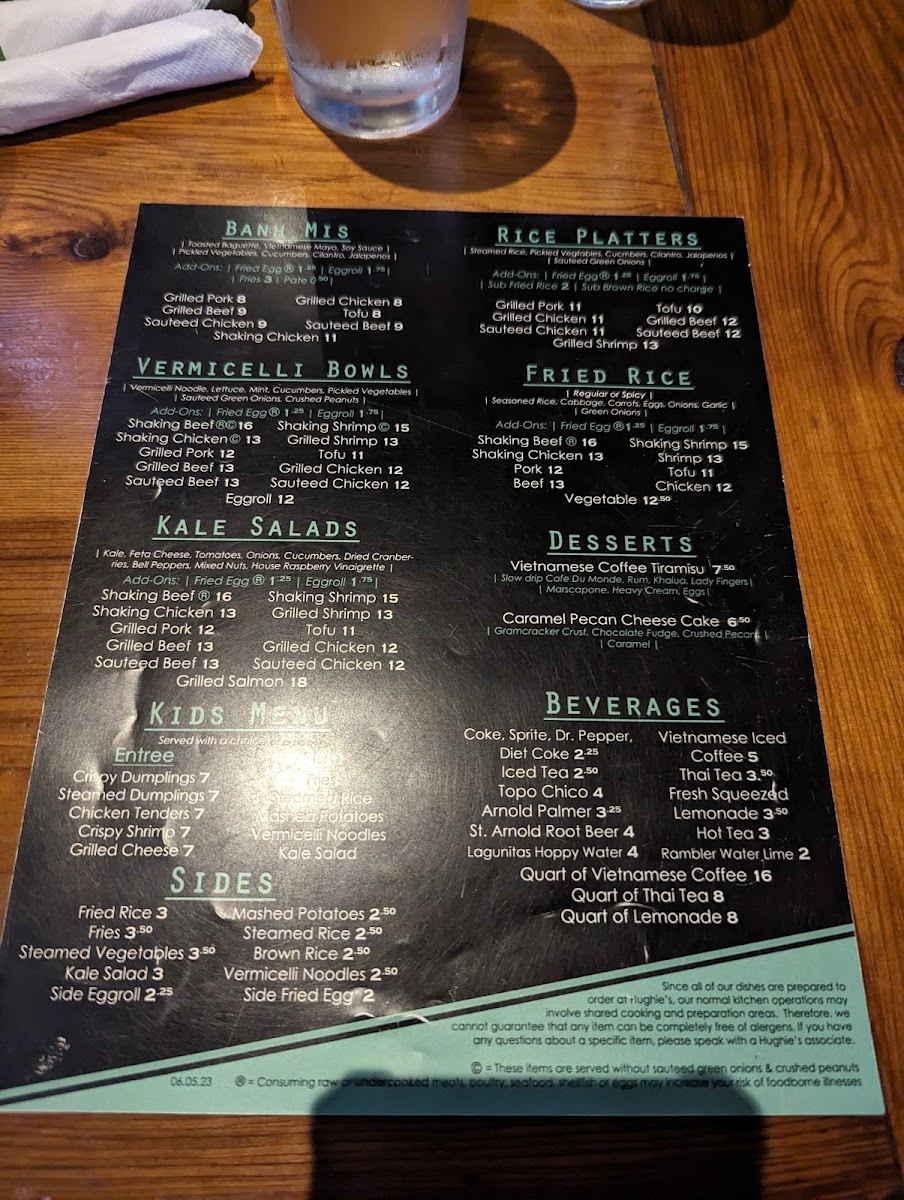 BANH MIS
| Toasted Baguette, Vietnamese Mayo, Soy Sauce |
| Pickled Vegetables, Cucumbers, Cilantro, Jalapenos |
Add-Ons: | Fried Egg ® 1.25 | Eggroll 1.75 |
| Fries 3 | Pate 0.50 |
Grilled Pork 8
Grilled Chicken 8
Grilled Beef 9
Tofu 8
Sauteed Chicken 9
Sauteed Beef 9
Shaking Chicken 11
VERMICELLI BOWLS
| Vermicelli Noodle, Lettuce, Mint, Cucumbers, Pickled Vegetables |
| Sauteed Green Onions, Crushed Peanuts |
Add-Ons: | Fried Egg ® 1.25 | Eggroll 1.75 |
Shaking Beef ®© 16
Shaking Shrimp © 15
Shaking Chicken © 13
Grilled Shrimp 13
Grilled Pork 12
Tofu 11
Grilled Beef 13
Grilled Chicken 12
Sauteed Beef 13
Sauteed Chicken 12
Eggroll 12
KALE SALADS
| Kale, Feta Cheese, Tomatoes, Onions, Cucumbers, Dried Cranber-
ries, Bell Peppers, Mixed Nuts, House Raspberry Vinaigrette |
Add-Ons: | Fried Egg ® 1.25 | Eggroll 1.75 |
Shaking Beef ® 16
Shaking Shrimp 15
Shaking Chicken 13
Grilled Shrimp 13
Grilled Pork 12
Tofu 11
Grilled Beef 13
Grilled Chicken 12
Sauteed Beef 13
Sauteed Chicken 12
Grilled Salmon 18
KIDS MENU
Served with a choice of
Entree
Crispy Dumplings 7
Steamed Dumplings 7
Chicken Tenders 7
Crispy Shrimp 7
Grilled Cheese 7
Fries
Steamed Rice
Mashed Potatoes
Vermicelli Noodles
Kale Salad
SIDES
Fried Rice 3
Mashed Potatoes 2.50
Fries 3.50
Steamed Rice 2.50
Steamed Vegetables 3.50
Brown Rice 2.50
Kale Salad 3
Vermicelli Noodles 2.50
Side Eggroll 2.25
Side Fried Egg 2
RICE PLATTERS
| Steamed Rice, Pickled Vegtables, Cucmbers, Cilantro, Jalapenos |
| Sauteed Green Onions |
Add-Ons: | Fried Egg ® 1.25 | Eggroll 1.75 |
| Sub Fried Rice 2 | Sub Brown Rice no charge |
Grilled Pork 11
Tofu 10
Grilled Chicken 11
Grilled Beef 12
Sauteed Chicken 11
Sauteed Beef 12
Grilled Shrimp 13
FRIED RICE
| Regular or Spicy |
| Seasoned Rice, Cabbage, Carrots, Eggs, Onions, Garlic |
| Green Onions |
Add-Ons: | Fried Egg ® 1.25 | Eggroll 1.75 |
Shaking Beef ® 16
Shaking Shrimp 15
Shaking Chicken 13
Shrimp 13
Pork 12
Tofu 11
Beef 13
Chicken 12
Vegetable 12.50
DESSERTS
Vietnamese Coffee Tiramisu 7.50
| Slow drip Cafe Du Monde, Rum, Khalua, Lady Fingers |
| Marscapone, Heavy Cream, Eggs |
Caramel Pecan Cheese Cake 6.50
| Gramcracker Crust, Chocolate Fudge, Crushed Pecans |
| Caramel |
BEVERAGES
Coke, Sprite, Dr. Pepper,
Diet Coke 2.25
Iced Tea 2.50
Topo Chico 4
Arnold Palmer 3.25
St. Arnold Root Beer 4
Lagunitas Hoppy Water 4
Vietnamese Iced
Coffee 5
Thai Tea 3.50
Fresh Squeezed
Lemonade 3.50
Hot Tea 3
Rambler Water Lime 2
Quart of Vietnamese Coffee 16
Quart of Thai Tea 8
Quart of Lemonade 8
Since all of our dishes are prepared to
order at Hughie's, our normal kitchen operations may
involve shared cooking and preparation areas. Therefore, we
cannot guarantee that any item can be completely free of alergens. If you have
any questions about a specific item, please speak with a Hughie's associate.
© = These items are served without sauteed green onions & crushed peanuts
06.05.23 ® = Consuming raw or undercooked meats, poultry, seafood, shellfish or eggs may increase your risk of foodborne illnesses